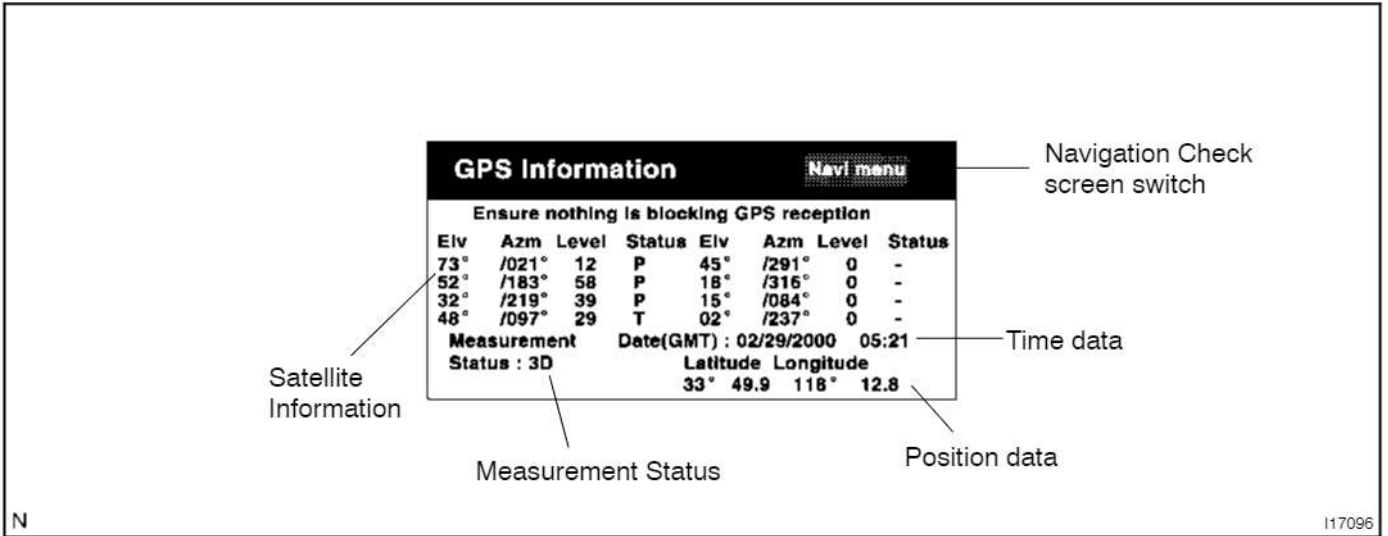 GPS Information Navi menu
Navigation Check
screen switch
Ensure nothing is blocking GPS reception
Elv Azm Level Status Elv Azm Level Status
73° /021° 12 P 45° /291° 0 -
52° /183° 58 P 18° /316° 0 -
32° /219° 39 P 15° /084° 0 -
48° /097° 29 T 02° /237° 0 -
Measurement Date(GMT) : 02/29/2000 05:21
Time data
Status : 3D Latitude Longitude
33° 49.9 118° 12.8
Satellite
Information
Measurement Status
Position data
N
I17096